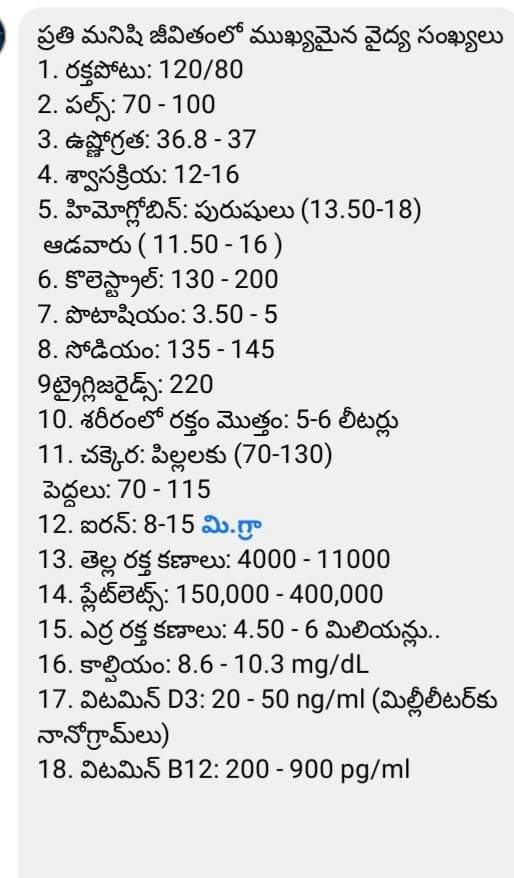 ప్రతి మనిషి జీవితంలో ముఖ్యమైన వైద్య సంఖ్యలు
1. రక్తపోటు: 120/80
2. పల్స్: 70 - 100
3. ఉష్ణోగ్రత: 36.8 - 37
4. శ్వాసక్రియ: 12-16
5. హిమోగ్లోబిన్: పురుషులు (13.50-18)
ఆడవారు ( 11.50 - 16 )
6. కొలెస్ట్రాల్: 130 - 200
7. పొటాషియం: 3.50 - 5
8. సోడియం: 135 - 145
9ట్రైగ్లిజరైడ్స్: 220
10. శరీరంలో రక్తం మొత్తం: 5-6 లీటర్లు
11. చక్కెర: పిల్లలకు (70-130)
పెద్దలు: 70 - 115
12. ఐరన్: 8-15 మి.గ్రా
13. తెల్ల రక్త కణాలు: 4000 - 11000
14. ప్లేట్‌లెట్స్: 150,000 - 400,000
15. ఎర్ర రక్త కణాలు: 4.50 - 6 మిలియన్లు..
16. కాల్షియం: 8.6 - 10.3 mg/dL
17. విటమిన్ D3: 20 - 50 ng/ml (మిల్లీలీటర్‌కు
నానోగ్రామ్‌లు)
18. విటమిన్ B12: 200 - 900 pg/ml